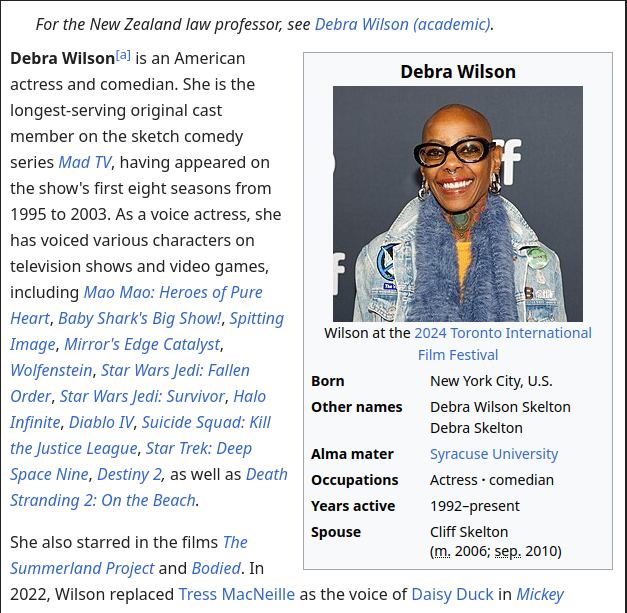 For the New Zealand law professor, see Debra Wilson (academic).
Debra Wilson[a] is an American
actress and comedian. She is the
longest-serving original cast
member on the sketch comedy
series Mad TV, having appeared on
the show's first eight seasons from
1995 to 2003. As a voice actress, she
has voiced various characters on
television shows and video games,
including Mao Mao: Heroes of Pure
Heart, Baby Shark's Big Show!, Spitting
Image, Mirror's Edge Catalyst,
Wolfenstein, Star Wars Jedi: Fallen
Order, Star Wars Jedi: Survivor, Halo
Infinite, Diablo IV, Suicide Squad: Kill
the Justice League, Star Trek: Deep
Space Nine, Destiny 2, as well as Death
Stranding 2: On the Beach.
She also starred in the films The
Summerland Project and Bodied. In
2022, Wilson replaced Tress MacNeille as the voice of Daisy Duck in Mickey
Debra Wilson
ff
f
Wilson at the 2024 Toronto International
Film Festival
Born New York City, U.S.
Other names Debra Wilson Skelton
Debra Skelton
Alma mater Syracuse University
Occupations Actress · comedian
Years active 1992–present
Spouse Cliff Skelton
(m. 2006; sep. 2010)